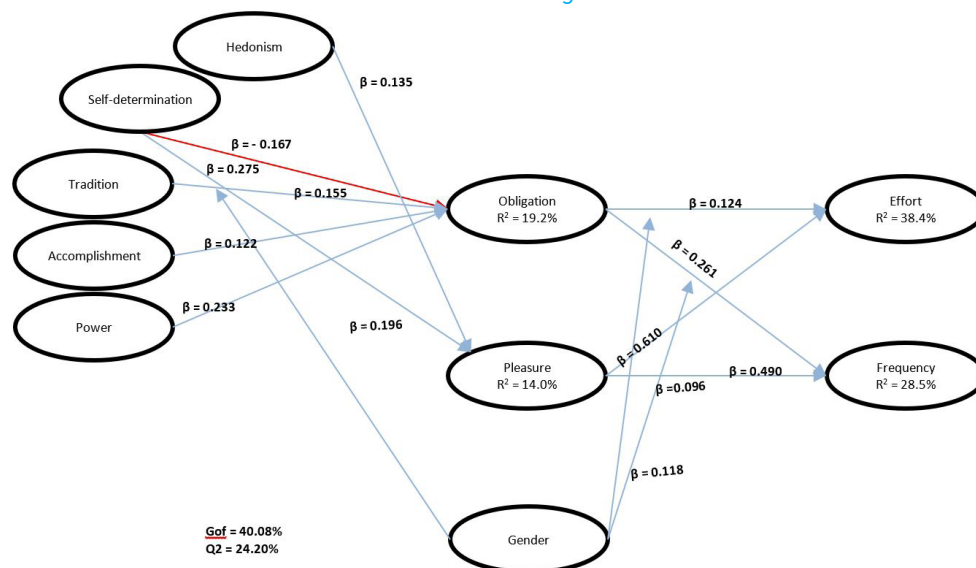 Hedonism
β = 0.135
Self-determination
β = - 0.167
β = 0.275
Tradition
β = 0.155
Obligation
R² = 19.2%
β = 0.124
Effort
R² = 38.4%
Accomplishment
β = 0.122
β = 0.261
Power
β = 0.233
β = 0.196
β = 0.610
Pleasure
R² = 14.0%
β = 0.490
β =0.096
Frequency
R² = 28.5%
β = 0.118
Gof = 40.08%
Q2 = 24.20%
Gender